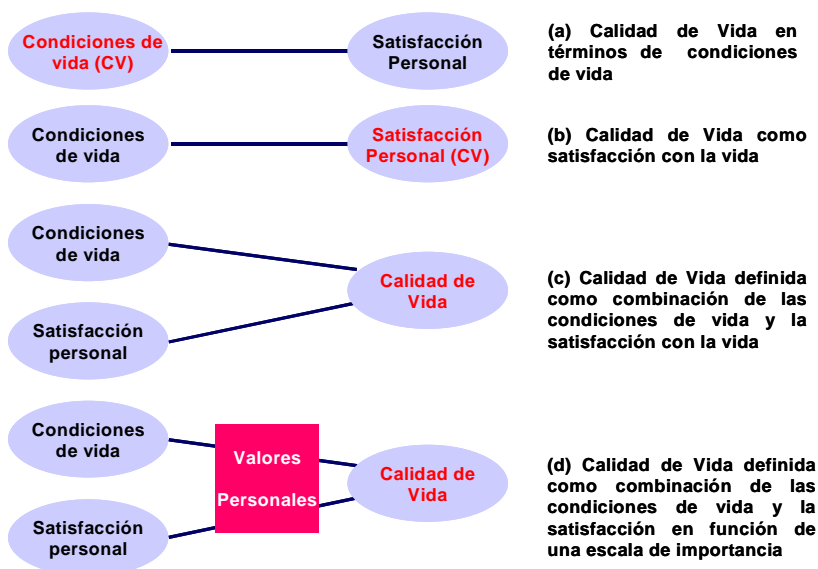 Condiciones de
vida (CV)
Satisfacción
Personal
(a) Calidad de Vida en
términos de condiciones
de vida
Condiciones
de vida
Satisfacción
Personal (CV)
(b) Calidad de Vida como
satisfacción con la vida
Condiciones
de vida
Satisfacción
personal
Calidad de
Vida
(c) Calidad de Vida definida
como combinación de las
condiciones de vida y la
satisfacción con la vida
Condiciones
de vida
Satisfacción
personal
Valores
Personales
Calidad de
Vida
(d) Calidad de Vida definida
como combinación de las
condiciones de vida y la
satisfacción en función de
una escala de importancia